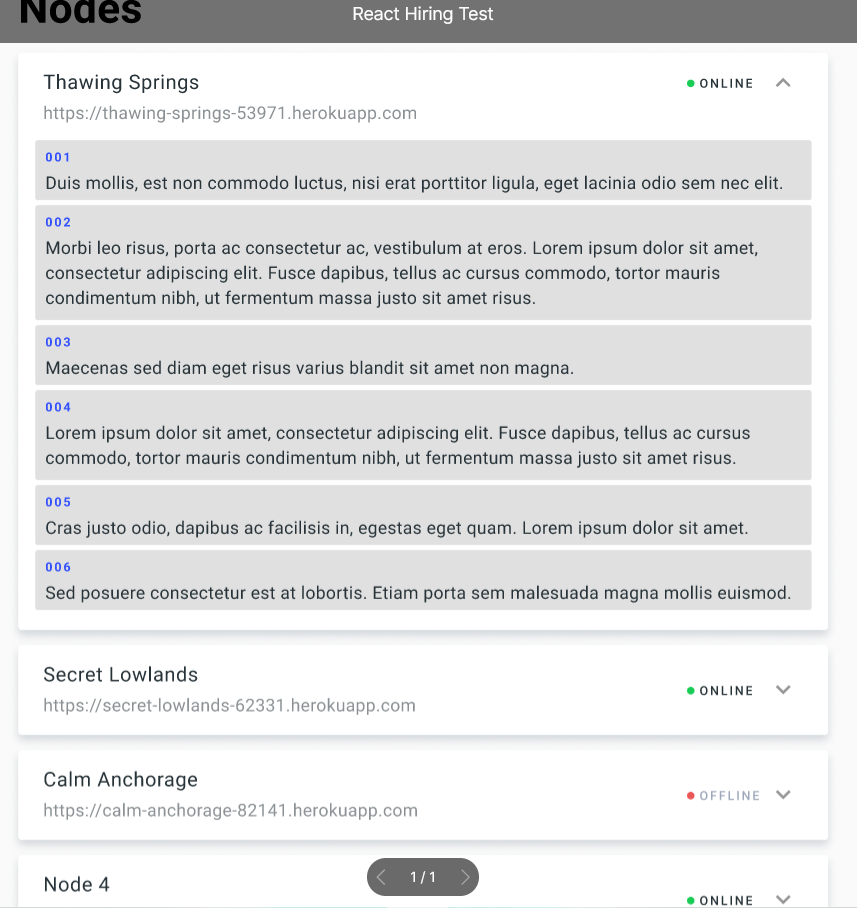 Nodes
React Hiring Test
Thawing Springs
ONLINE
https://thawing-springs-53971.herokuapp.com
001
Duis mollis, est non commodo luctus, nisi erat porttitor ligula, eget lacinia odio sem nec elit.
002
Morbi leo risus, porta ac consectetur ac, vestibulum at eros. Lorem ipsum dolor sit amet,
consectetur adipiscing elit. Fusce dapibus, tellus ac cursus commodo, tortor mauris
condimentum nibh, ut fermentum massa justo sit amet risus.
003
Maecenas sed diam eget risus varius blandit sit amet non magna.
004
Lorem ipsum dolor sit amet, consectetur adipiscing elit. Fusce dapibus, tellus ac cursus
commodo, tortor mauris condimentum nibh, ut fermentum massa justo sit amet risus.
005
Cras justo odio, dapibus ac facilisis in, egestas eget quam. Lorem ipsum dolor sit amet.
006
Sed posuere consectetur est at lobortis. Etiam porta sem malesuada magna mollis euismod.
Secret Lowlands
ONLINE
https://secret-lowlands-62331.herokuapp.com
Calm Anchorage
OFFLINE
https://calm-anchorage-82141.herokuapp.com
Node 4
1 / 1
ONLINE